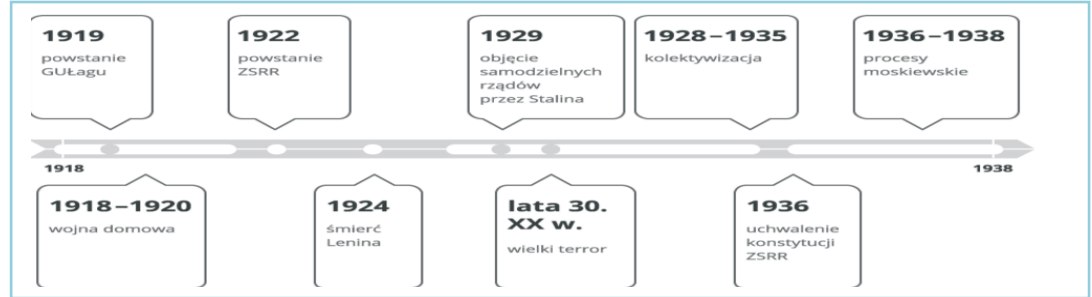 1919
powstanie
GUŁagu
1922
powstanie
ZSRR
1929
objęcie
samodzielnych
rządów
przez Stalina
1928–1935
kolektywizacja
1936–1938
procesy
moskiewskie
1918
1938
1918–1920
wojna domowa
1924
śmierć
Lenina
lata 30.
XX w.
wielki terror
1936
uchwalenie
konstytucji
ZSRR